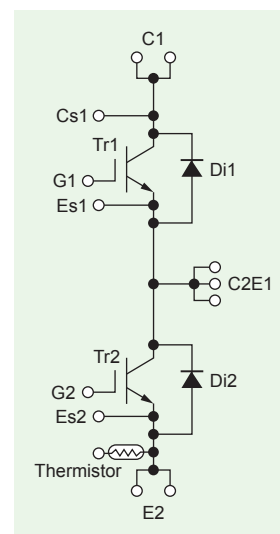 C1
Cs1
Tr1
Di1
G1
Es1
C2E1
Tr2
Di2
G2
Es2
Thermistor
E2